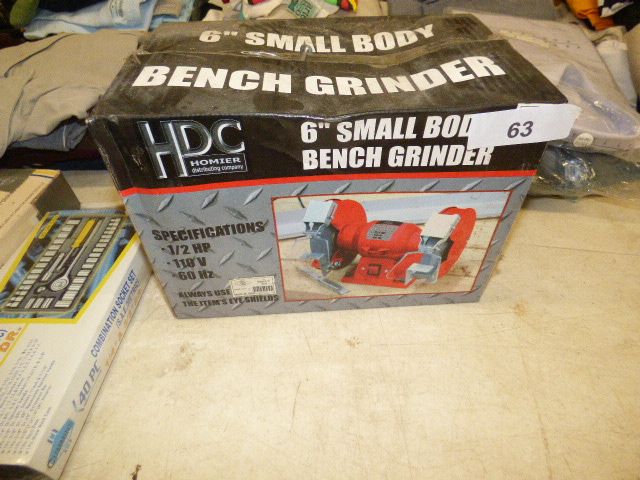 6" SMALL BODY
BENCH GRINDER
HDC
HOMIER
distributing company
6" SMALL BOD
BENCH GRINDER
63
SPECIFICATIONS
· 1/2 HP
· 110 V
· 60 Hz
ALWAYS USE
THE ITEM'S EYE SHIELDS
40 PC
COMBINATION SOCKET SET
DR.